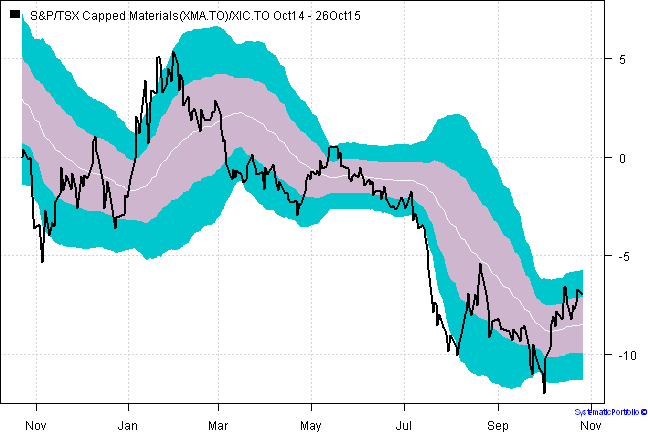 S&P/TSX Capped Materials(XMA.TO)/XIC.TO Oct14 - 26Oct15
5
0
-5
-10
SystematicPortfolio ©
Nov Jan Mar May Jul Sep Nov